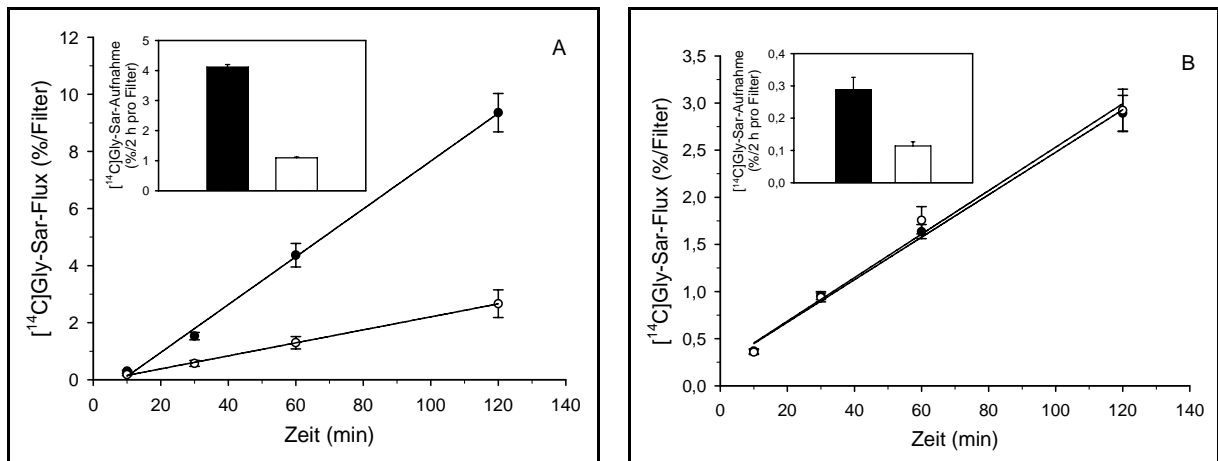 A
[¹⁴C]Gly-Sar-Flux (%/Filter)
12
10
8
6
4
2
0
[¹⁴C]Gly-Sar-Aufnahme
(%/2 h pro Filter)
5
4
3
2
1
0
0 20 40 60 80 100 120 140
Zeit (min)
B
[¹⁴C]Gly-Sar-Flux (%/Filter)
3,5
3,0
2,5
2,0
1,5
1,0
0,5
0,0
[¹⁴C]Gly-Sar-Aufnahme
(%/2 h pro Filter)
0,4
0,3
0,2
0,1
0,0
0 20 40 60 80 100 120 140
Zeit (min)